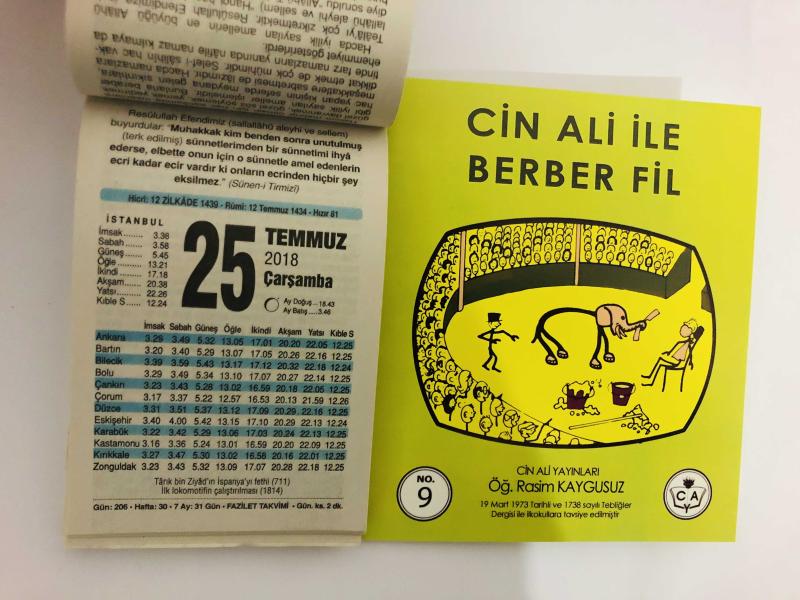 Resûlullah Efendimiz (sallallâhü aleyhi ve sellem)
buyurdular: "Muhakkak kim benden sonra unutulmuş
(terk edilmiş) sünnetlerimden bir sünnetimi ihyâ
ederse, elbette onun için o sünnetle amel edenlerin
ecri kadar ecir vardır ki onların ecrinden hiçbir şey
eksilmez." (Sünen-i Tirmizî)
Hicrî: 12 ZİLKÂDE 1439 - Rûmî: 12 Temmuz 1434 - Hızır 81
İSTANBUL
İmsak 3.36
Sabah 3.58
Güneş 5.45
Öğle 13.21
İkindi 17.18
Akşam 20.38
Yatsı 22.26
Kıble S 12.24
25
TEMMUZ
2018
Çarşamba
Ay Doğuş 18.43
Ay Batış 3.46
İmsak Sabah Güneş Öğle İkindi Akşam Yatsı Kıble S
Ankara 3.29 3.49 5.32 13.05 17.01 20.20 22.05 12.25
Bartın 3.20 3.40 5.29 13.07 17.05 20.26 22.16 12.25
Bilecik 3.39 3.59 5.43 13.17 17.12 20.32 22.18 12.24
Bolu 3.29 3.49 5.34 13.10 17.07 20.27 22.14 12.25
Çankırı 3.23 3.43 5.28 13.02 16.59 20.18 22.05 12.25
Çorum 3.17 3.37 5.22 12.57 16.53 20.13 21.59 12.26
Düzce 3.31 3.51 5.37 13.12 17.09 20.29 22.16 12.25
Eskişehir 3.40 4.00 5.42 13.15 17.10 20.29 22.13 12.24
Karabük 3.22 3.42 5.29 13.06 17.03 20.24 22.13 12.25
Kastamonu 3.16 3.36 5.24 13.01 16.59 20.20 22.09 12.25
Kırıkkale 3.27 3.47 5.30 13.02 16.58 20.16 22.01 12.25
Zonguldak 3.23 3.43 5.32 13.09 17.07 20.28 22.18 12.25
Târık bin Ziyâd'ın İspanya'yı fethi (711)
İlk lokomotifin çalıştırılması (1814)
Gün: 206 • Hafta: 30 • 7 Ay: 31 Gün • FAZİLET TAKVİMİ • Gün. ks. 2 dk.
CİN ALİ İLE
BERBER FİL
NO.
9
CİN ALİ YAYINLARI
Öğ. Rasim KAYGUSUZ
19 Mart 1973 Tarihli ve 1738 sayılı Tebliğler
Dergisi ile İlkokullara tavsiye edilmiştir
C A Y